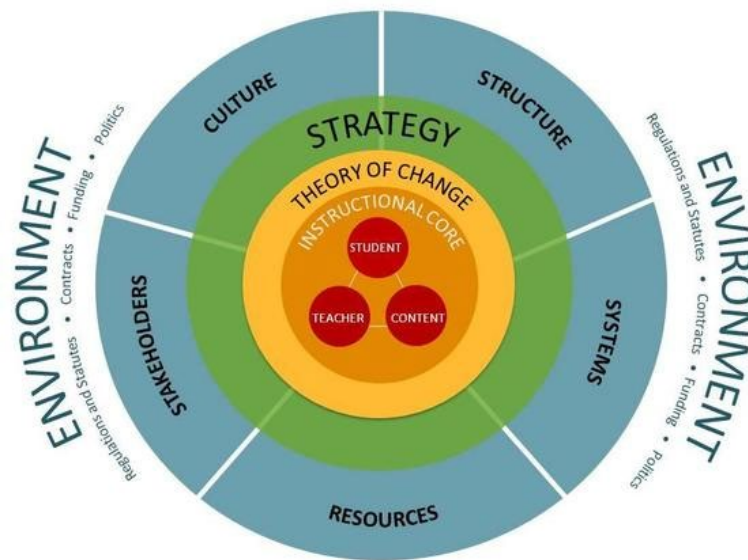 CULTURE
STRUCTURE
STRATEGY
THEORY OF CHANGE
INSTRUCTIONAL CORE
STUDENT
TEACHER
CONTENT
STAKEHOLDERS
SYSTEMS
RESOURCES
ENVIRONMENT
Regulations and Statutes • Contracts • Funding • Politics
ENVIRONMENT
Regulations and Statutes • Contracts • Funding • Politics